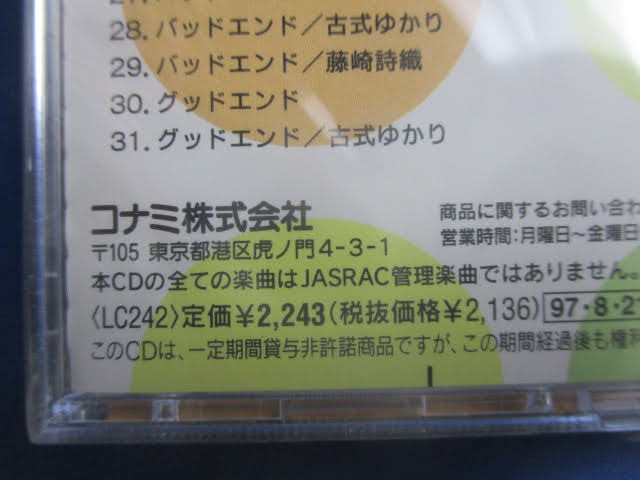 28. バッドエンド／古式ゆかり
29. バッドエンド／藤崎詩織
30. グッドエンド
31. グッドエンド／古式ゆかり
コナミ株式会社
〒105 東京都港区虎ノ門4-3-1
商品に関するお問い合わ
営業時間:月曜日〜金曜日
本CDの全ての楽曲はJASRAC管理楽曲ではありません。
〈LC242〉定価￥2,243(税抜価格￥2,136) 97・8・2
このCDは、一定期間貸与非許諾商品ですが、この期間経過後も権利